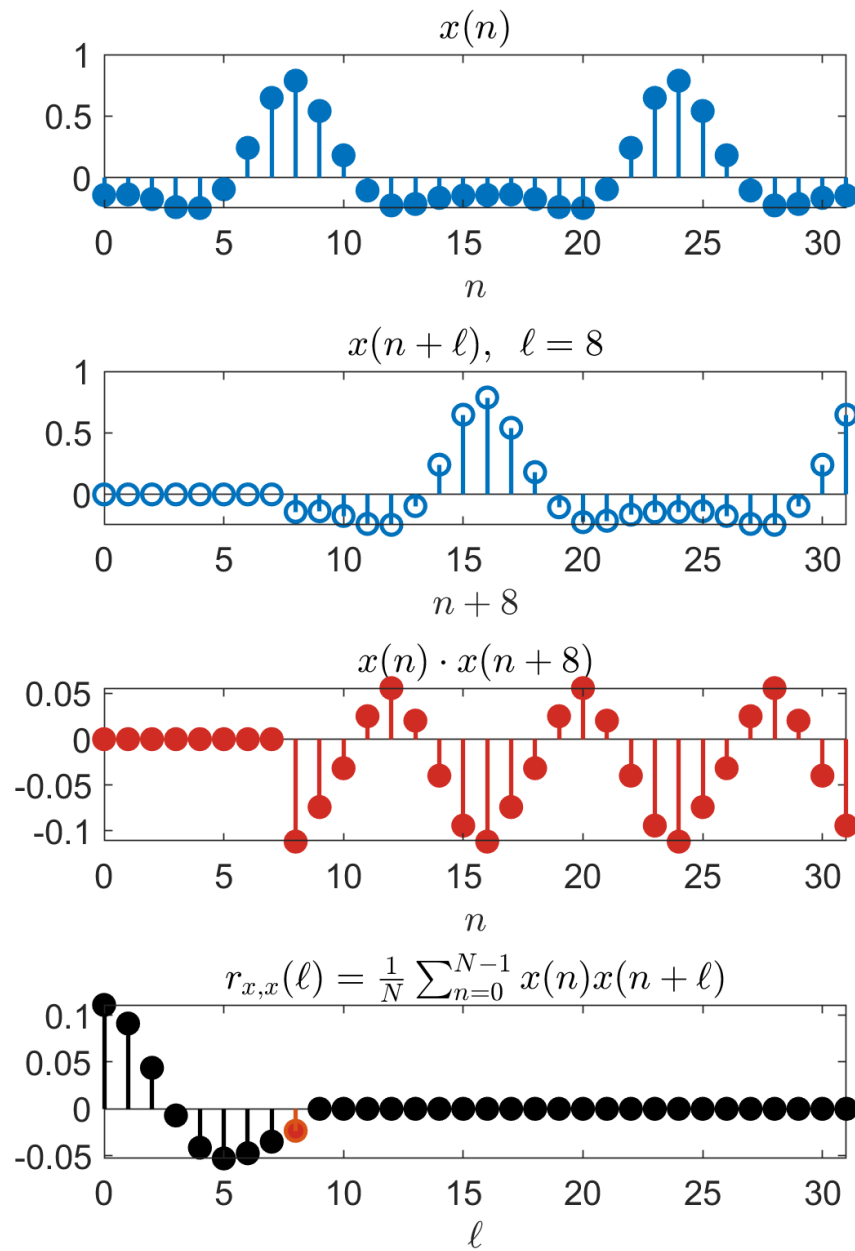 x(n)
1
0.5
0
0 5 10 15 20 25 30
n
x(n + ℓ), ℓ = 8
1
0.5
0
0 5 10 15 20 25 30
n + 8
x(n) · x(n + 8)
0.05
0
-0.05
-0.1
0 5 10 15 20 25 30
n
r_{x,x}(ℓ) = \frac{1}{N} \sum_{n=0}^{N-1} x(n)x(n + ℓ)
0.1
0.05
0
-0.05
0 5 10 15 20 25 30
ℓ